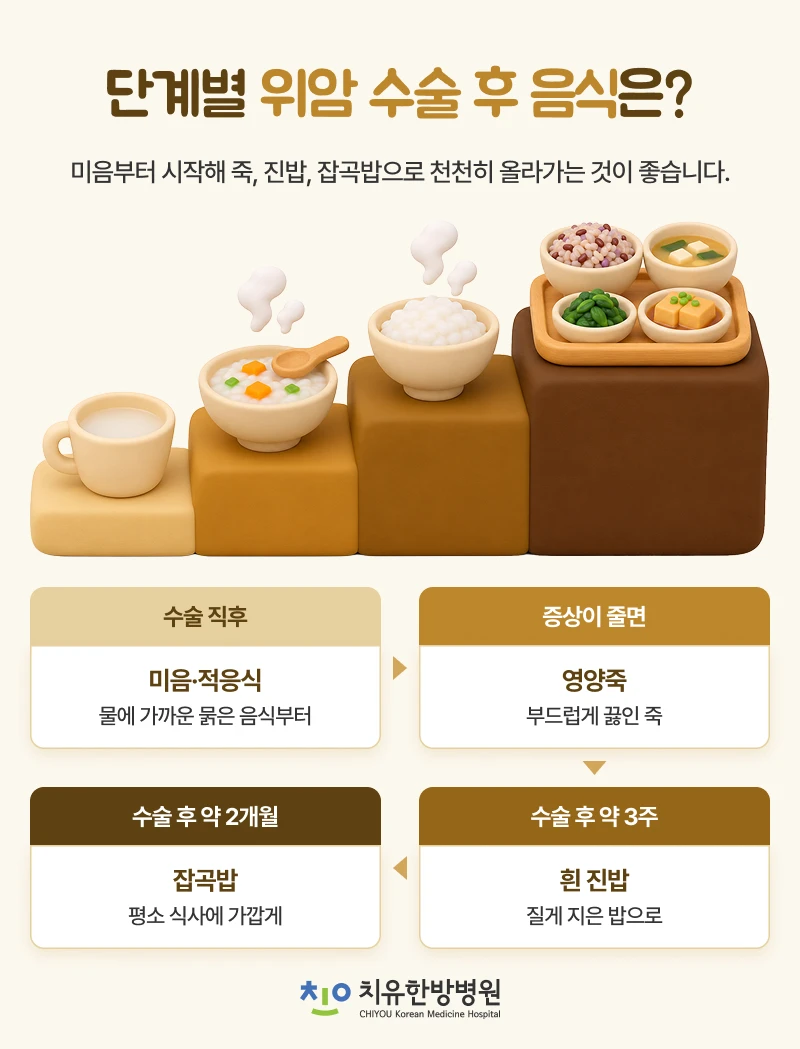 단계별 위암 수술 후 음식은?
미음부터 시작해 죽, 진밥, 잡곡밥으로 천천히 올라가는 것이 좋습니다.
수술 직후
미음·적응식
물에 가까운 묽은 음식부터
증상이 줄면
영양죽
부드럽게 끓인 죽
수술 후 약 3주
흰 진밥
질게 지은 밥으로
수술 후 약 2개월
잡곡밥
평소 식사에 가깝게
치유 치유한방병원
CHIYOU Korean Medicine Hospital